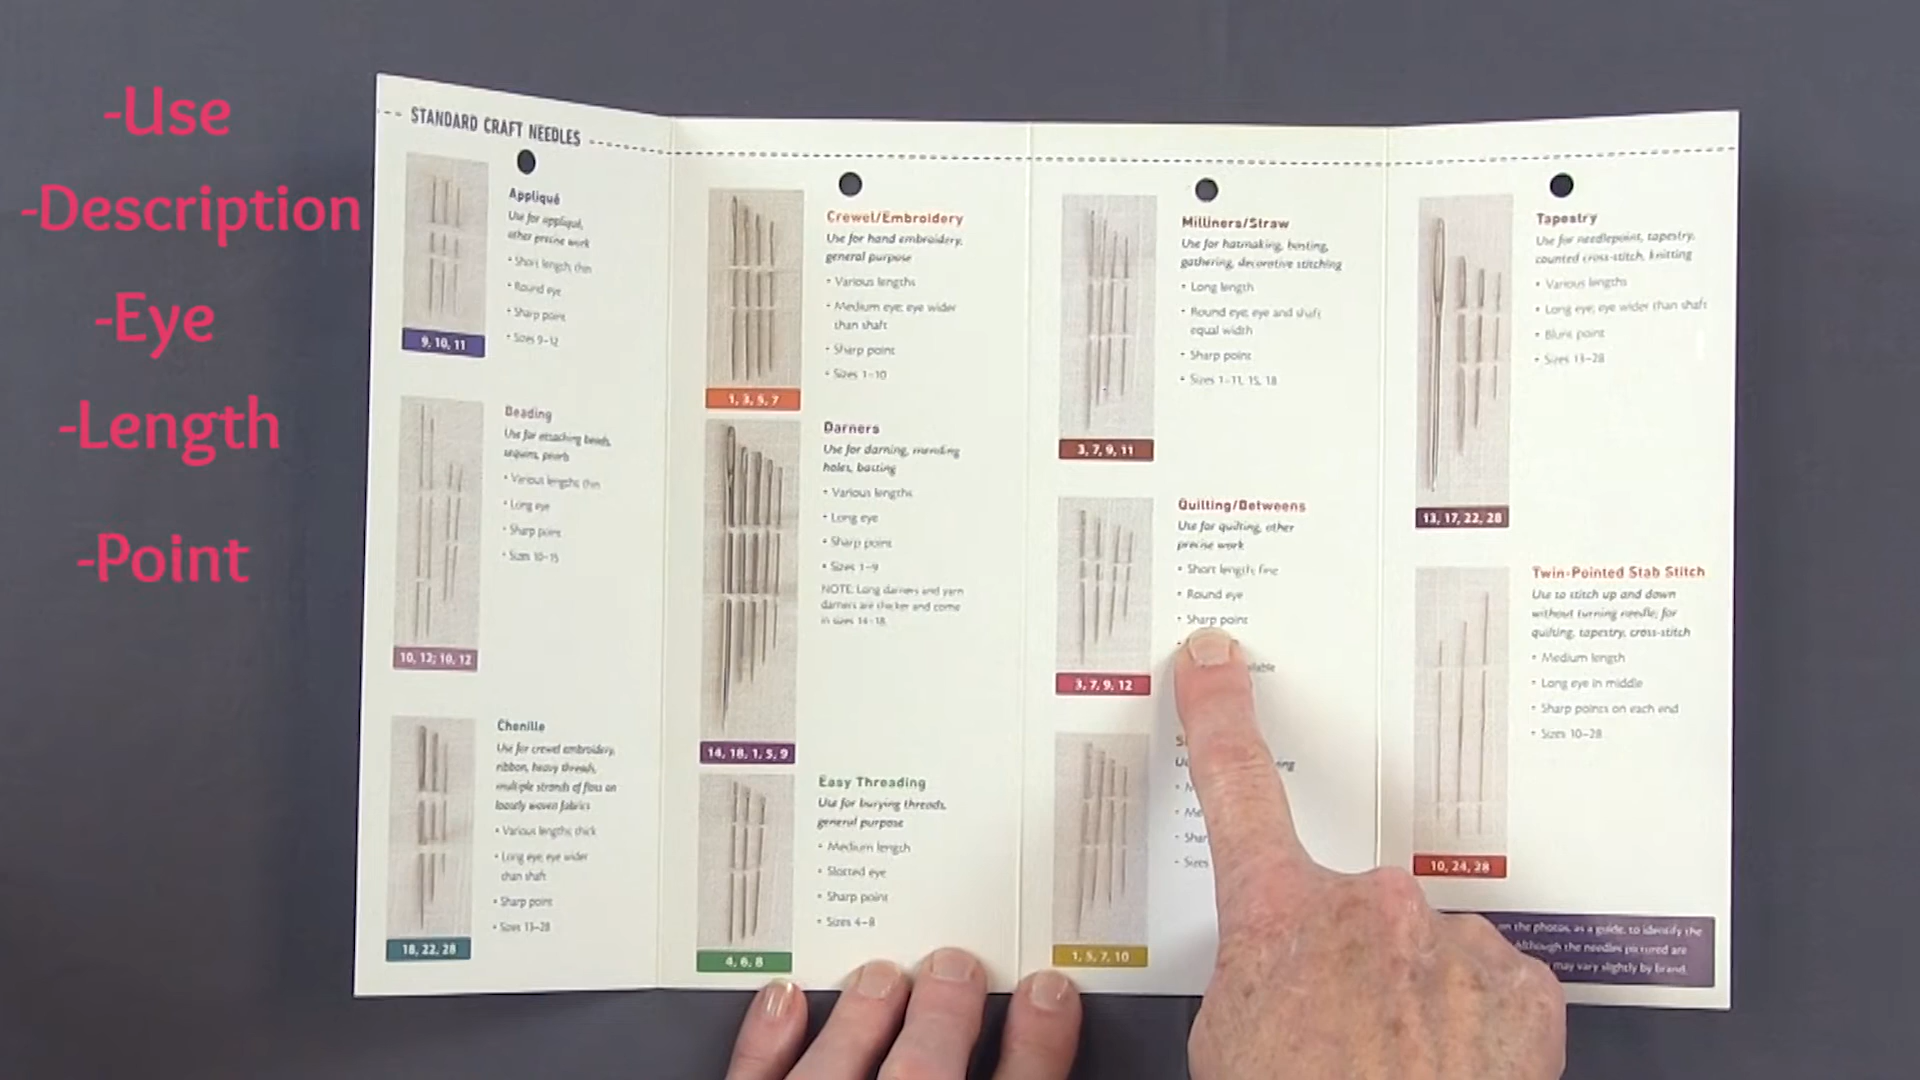 -Use
-Description
-Eye
-Length
-Point
STANDARD CRAFT NEEDLES
Appliqué
Use for appliqué,
other precise work
• Short length; thin
• Round eye
• Sharp point
• Sizes 9–12
9, 10, 11
Beading
Use for attaching beads,
sequins, pearls
• Various lengths; thin
• Long eye
• Sharp point
• Sizes 10–15
10, 12; 10, 12
Chenille
Use for crewel embroidery,
ribbon, heavy threads,
multiple strands of floss on
loosely woven fabrics
• Various lengths; thick
• Long eye; eye wider
than shaft
• Sharp point
• Sizes 13–28
18, 22, 28
Crewel/Embroidery
Use for hand embroidery,
general purpose
• Various lengths
• Medium eye; eye wider
than shaft
• Sharp point
• Sizes 1–10
1, 3, 5, 7
Darners
Use for darning, mending
holes, basting
• Various lengths
• Long eye
• Sharp point
• Sizes 1–9
NOTE: Long darners and yarn
darners are thicker and come
in sizes 14–18.
14, 18, 1, 5, 9
Easy Threading
Use for burying threads,
general purpose
• Medium length
• Slotted eye
• Sharp point
• Sizes 4–8
4, 6, 8
Milliners/Straw
Use for hatmaking, basting,
gathering, decorative stitching
• Long length
• Round eye; eye and shaft
equal width
• Sharp point
• Sizes 1–11, 15, 18
3, 7, 9, 11
Quilting/Betweens
Use for quilting, other
precise work
• Short length; fine
• Round eye
• Sharp point
3, 7, 9, 12
• Sizes
1, 5, 7, 10
Tapestry
Use for needlepoint, tapestry,
counted cross-stitch, knitting
• Various lengths
• Long eye; eye wider than shaft
• Blunt point
• Sizes 13–28
13, 17, 22, 28
Twin-Pointed Stab Stitch
Use to stitch up and down
without turning needle; for
quilting, tapestry, cross-stitch
• Medium length
• Long eye in middle
• Sharp points on each end
• Sizes 10–28
10, 24, 28
on the photos, as a guide, to identify the
Although the needles pictured are
may vary slightly by brand.